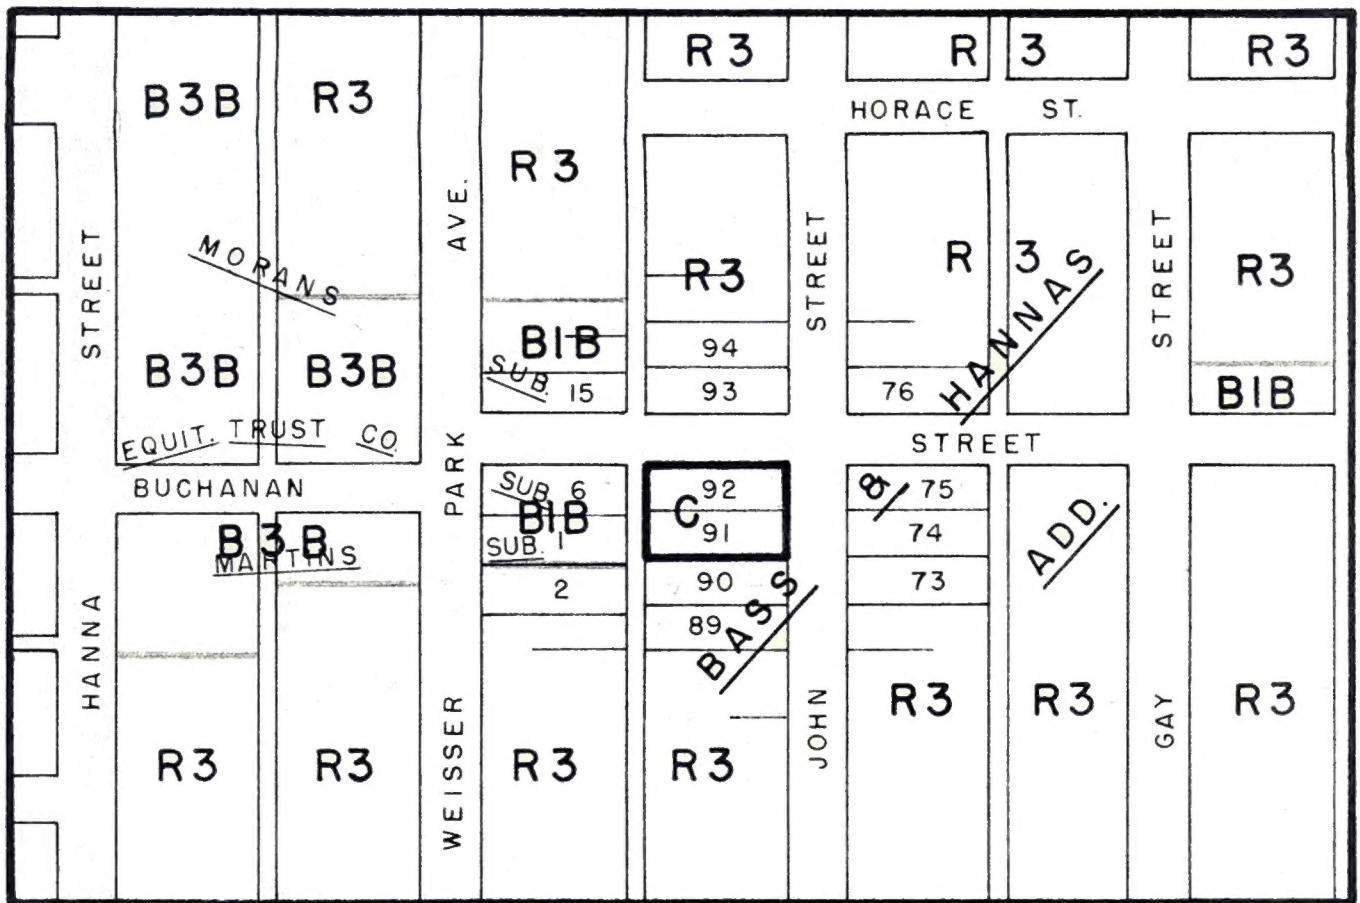 R3 R 3 R3
B3B R3
HORACE ST.
R3
STREET AVE. STREET STREET
MORANS
R3 R 3 R3
HANNAS
B1B 94
B3B B3B
SUB. 15 93 76 B1B
EQUIT. TRUST CO.
STREET
BUCHANAN
PARK
SUB. 6 92 & 75
B1B C
SUB. 1 91 74 ADD.
B3B
MARTINS
2 90 73
89 BASS
HANNA
WEISSER
JOHN
GAY
R3 R3 R3
R3 R3 R3 R3